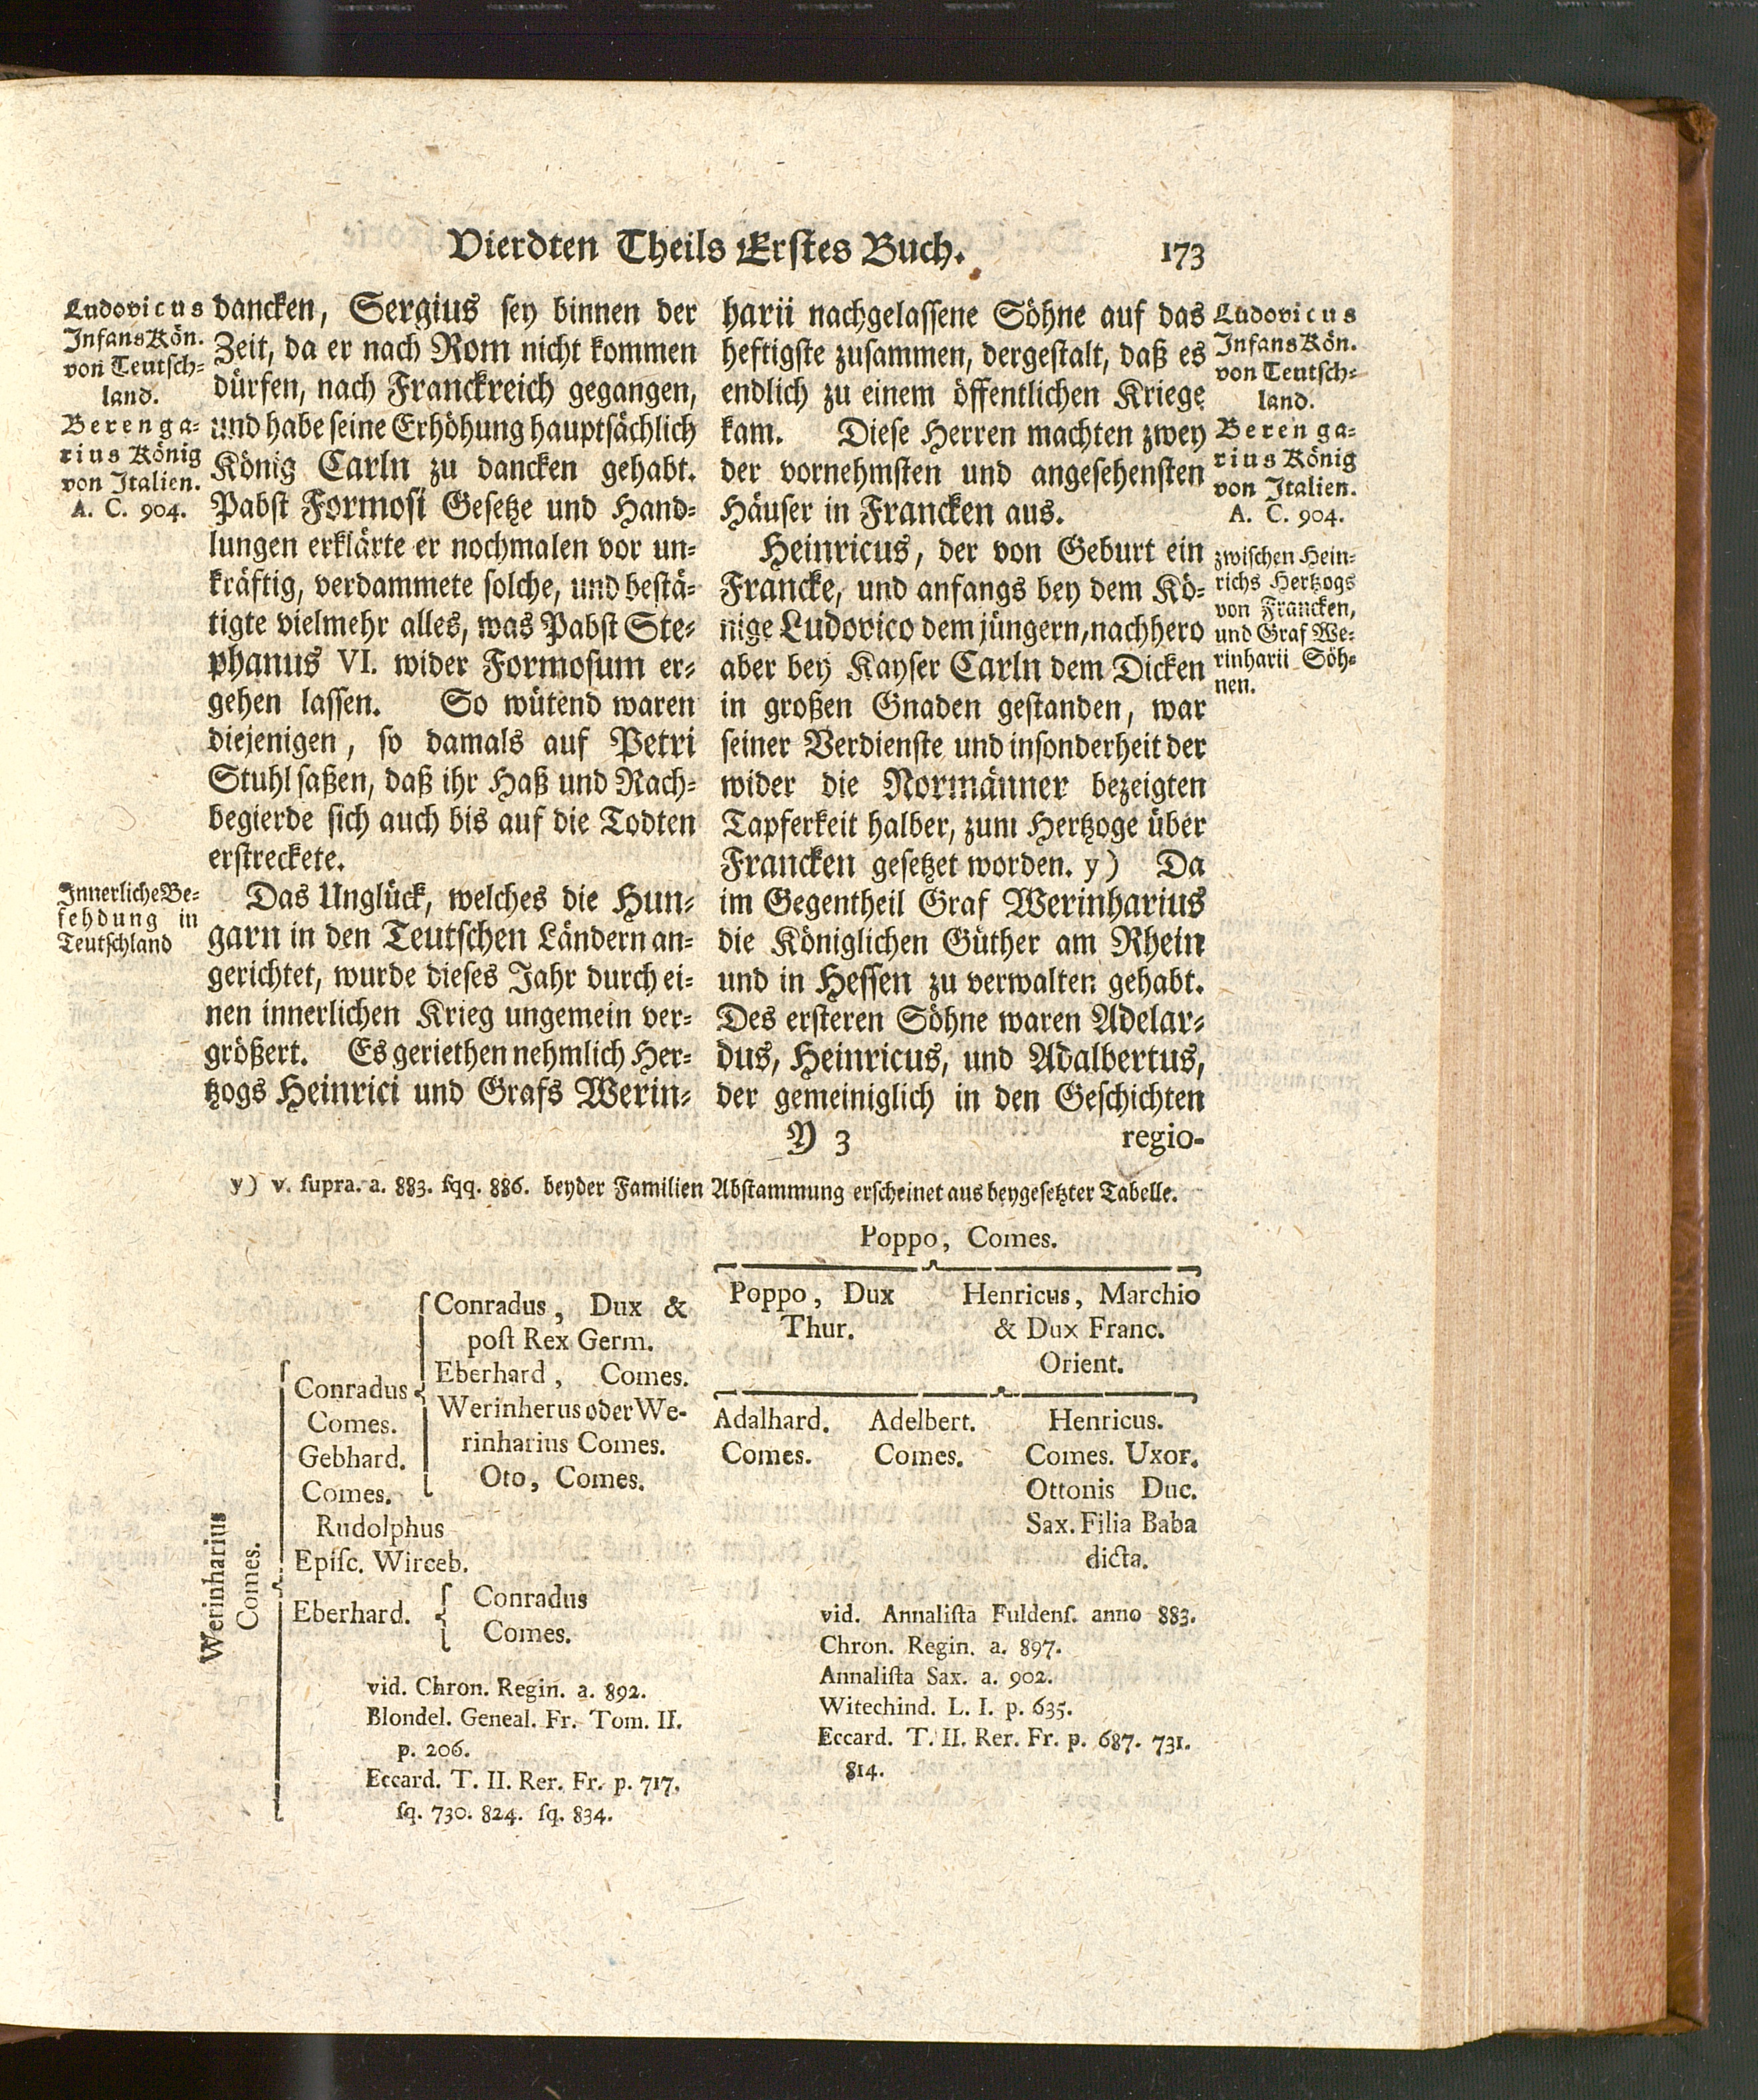 Vierdten Theils Erstes Buch. 173
Ludovicus
Infans Kön.
von Teutsch-
land.
Berenga-
rius König
von Italien.
A. C. 904.
dancken, Sergius sey binnen der
Zeit, da er nach Rom nicht kommen
dürfen, nach Franckreich gegangen,
und habe seine Erhöhung hauptsächlich
König Carln zu dancken gehabt.
Pabst Formosi Gesetze und Hand-
lungen erklärte er nochmalen vor un-
kräftig, verdammete solche, und bestä-
tigte vielmehr alles, was Pabst Ste-
phanus VI. wider Formosum er-
gehen lassen. So wütend waren
diejenigen, so damals auf Petri
Stuhl saßen, daß ihr Haß und Rach-
begierde sich auch bis auf die Todten
erstreckete.
Innerliche Be-
fehdung in
Teutschland
Das Unglück, welches die Hun-
garn in den Teutschen Ländern an-
gerichtet, wurde dieses Jahr durch ei-
nen innerlichen Krieg ungemein ver-
größert. Es geriethen nehmlich Her-
tzogs Heinrici und Grafs Werin-
harii nachgelassene Söhne auf das
heftigste zusammen, dergestalt, daß es
endlich zu einem öffentlichen Kriege
kam. Diese Herren machten zwey
der vornehmsten und angesehensten
Häuser in Francken aus.
Heinricus, der von Geburt ein
Francke, und anfangs bey dem Kö-
nige Ludovico dem jüngern, nachhero
aber bey Kayser Carln dem Dicken
in großen Gnaden gestanden, war
seiner Verdienste und insonderheit der
wider die Normänner bezeigten
Tapferkeit halber, zum Hertzoge über
Francken gesetzet worden. y) Da
im Gegentheil Graf Werinharius
die Königlichen Güther am Rhein
und in Hessen zu verwalten gehabt.
Des ersteren Söhne waren Adelar-
dus, Heinricus, und Adalbertus,
der gemeiniglich in den Geschichten
Ludovicus
Infans Kön.
von Teutsch-
land.
Berenga-
rius König
von Italien.
A. C. 904.
zwischen Hein-
richs Hertzogs
von Francken,
und Graf We-
rinharii Söh-
nen.
Y 3 regio-
y) v. supra. a. 883. sqq. 886. beyder Familien Abstammung erscheinet aus beygesetzter Tabelle.
Werinharius
Comes.
Conradus
Comes.
Gebhard.
Comes.
Rudolphus
Episc. Wirceb.
Eberhard.
Conradus, Dux &
post Rex Germ.
Eberhard, Comes.
Werinherus oder We-
rinharius Comes.
Oto, Comes.
Conradus
Comes.
vid. Chron. Regin. a. 892.
Blondel. Geneal. Fr. Tom. II.
p. 206.
Eccard. T. II. Rer. Fr. p. 717.
sq. 730. 824. sq. 834.
Poppo, Comes.
Poppo, Dux
Thur.
Henricus, Marchio
& Dux Franc.
Orient.
Adalhard.
Comes.
Adelbert.
Comes.
Henricus.
Comes. Uxor.
Ottonis Duc.
Sax. Filia Baba
dicta.
vid. Annalista Fuldens. anno 883.
Chron. Regin. a. 897.
Annalista Sax. a. 902.
Witechind. L. I. p. 635.
Eccard. T. II. Rer. Fr. p. 687. 731.
814.